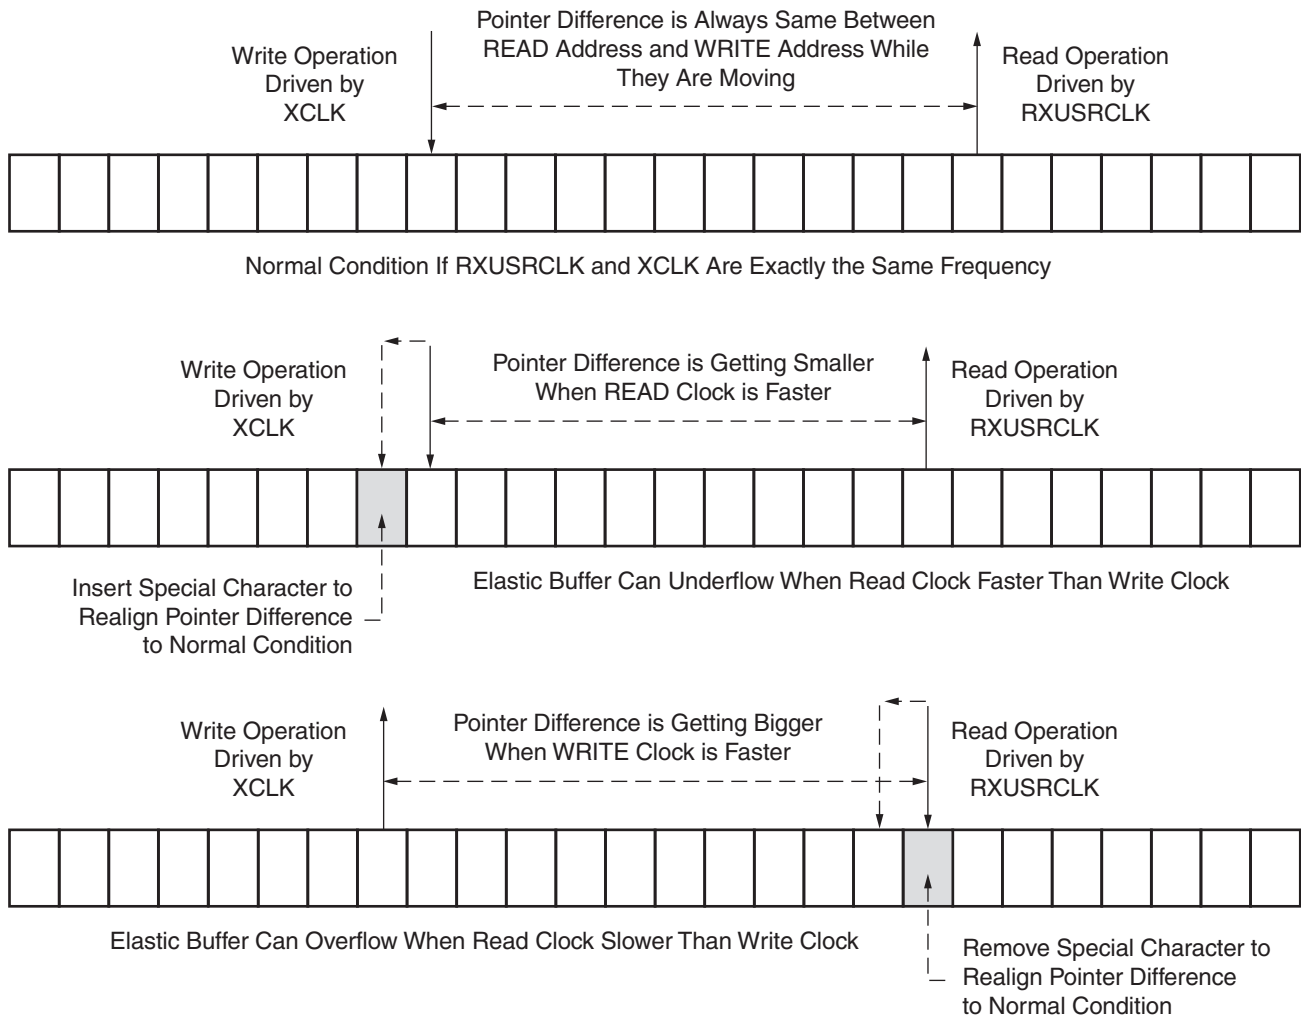 Pointer Difference is Always Same Between
READ Address and WRITE Address While
They Are Moving
Write Operation
Driven by
XCLK
Read Operation
Driven by
RXUSRCLK
Normal Condition If RXUSRCLK and XCLK Are Exactly the Same Frequency
Write Operation
Driven by
XCLK
Pointer Difference is Getting Smaller
When READ Clock is Faster
Read Operation
Driven by
RXUSRCLK
Insert Special Character to
Realign Pointer Difference
to Normal Condition
Elastic Buffer Can Underflow When Read Clock Faster Than Write Clock
Write Operation
Driven by
XCLK
Pointer Difference is Getting Bigger
When WRITE Clock is Faster
Read Operation
Driven by
RXUSRCLK
Elastic Buffer Can Overflow When Read Clock Slower Than Write Clock
Remove Special Character to
Realign Pointer Difference
to Normal Condition